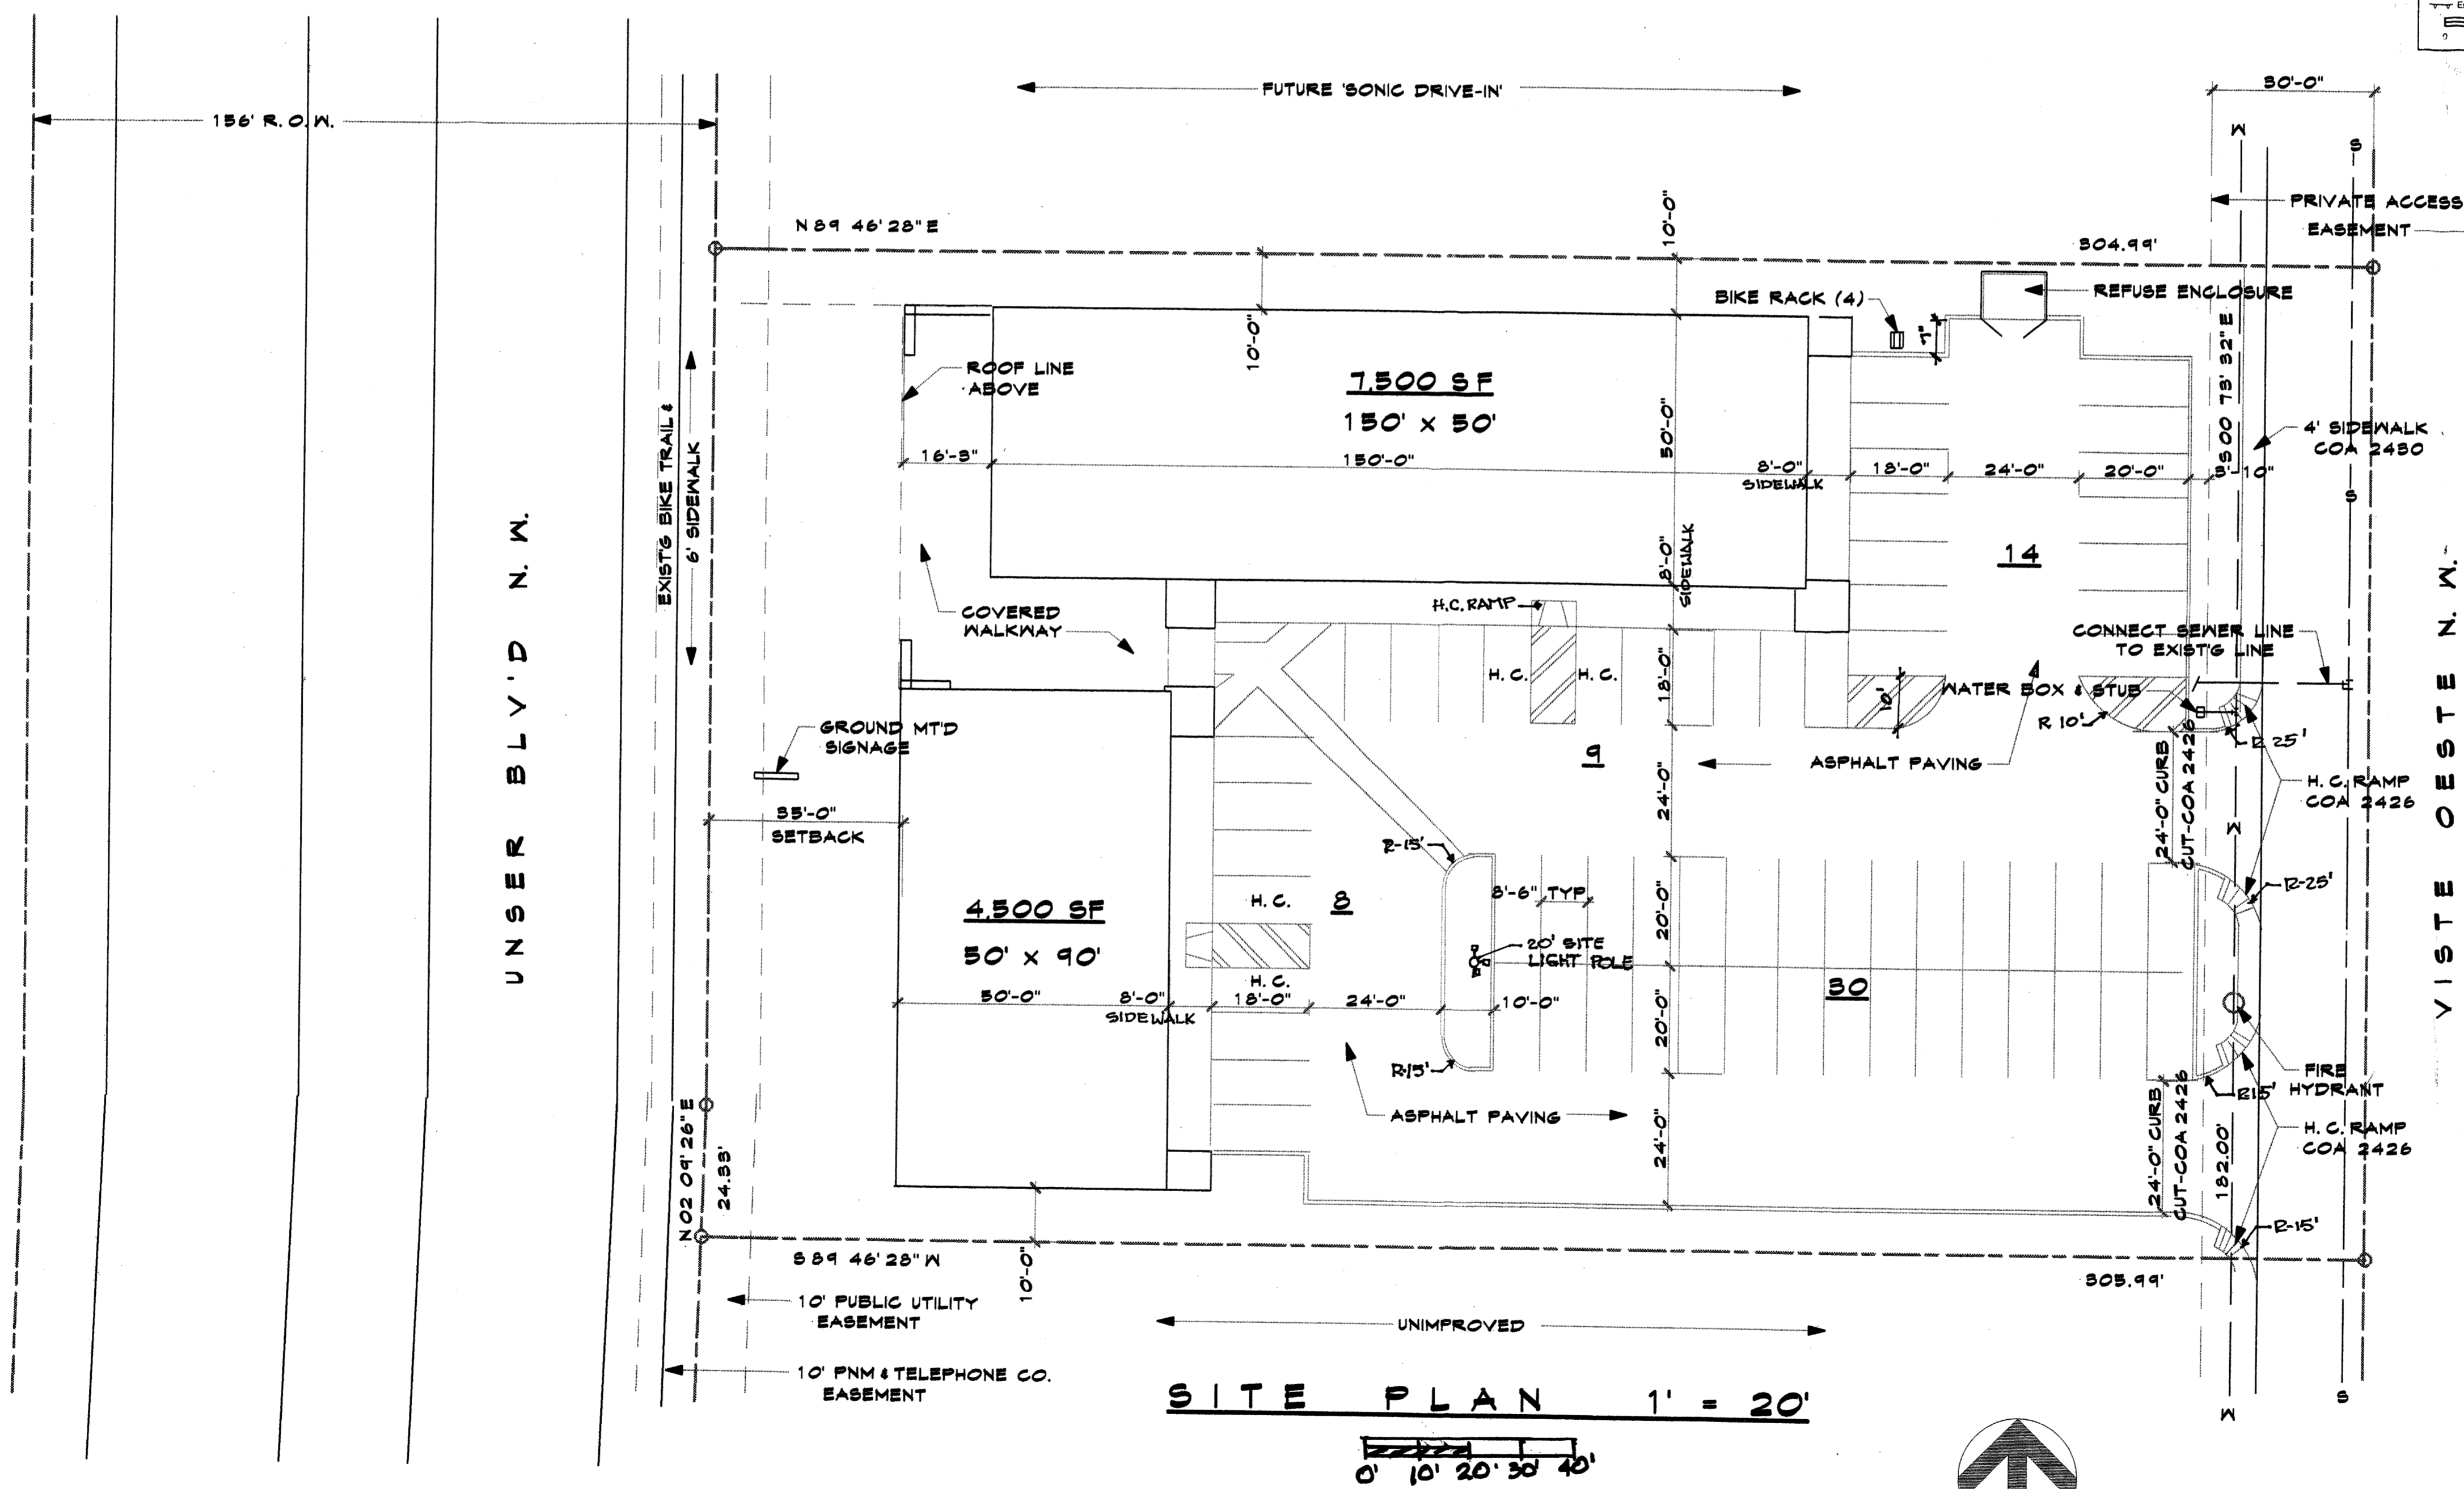 FUTURE 'SONIC DRIVE-IN'
30'-0"
156' R.O.W.
W
S
PRIVATE ACCESS
EASEMENT
N 89 46' 28" E
304.99'
10'-0"
BIKE RACK (4)
REFUSE ENCLOSURE
10'-0"
7"
ROOF LINE
ABOVE
7,500 SF
150' X 50'
S 00 73' 32" E
4' SIDEWALK
COA 2430
EXIST'G BIKE TRAIL &
6' SIDEWALK
16'-3"
150'-0"
50'-0"
8'-0"
SIDEWALK
18'-0"
24'-0"
20'-0"
S
UNSER BLV'D N.W.
8'-0"
SIDEWALK
14
VISTE OESTE N.W.
COVERED
WALKWAY
H.C. RAMP
CONNECT SEWER LINE
TO EXIST'G LINE
H.C.
H.C.
18'-0"
10'
WATER BOX & STUB
R 10'
R 25'
GROUND MT'D
SIGNAGE
9
ASPHALT PAVING
24'-0"
24'-0" CURB
CUT-COA 2426
H.C. RAMP
COA 2426
35'-0"
SETBACK
W
R-15'
R-25'
4,500 SF
50' X 90'
H.C.
8
8'-6" TYP.
20'-0"
20' SITE
LIGHT POLE
H.C.
50'-0"
8'-0"
SIDEWALK
18'-0"
24'-0"
10'-0"
30
20'-0"
R-15'
FIRE
HYDRANT
R15'
ASPHALT PAVING
24'-0"
24'-0" CURB
CUT-COA 2426
182.00'
H.C. RAMP
COA 2426
N 02 09' 26" E
24.33'
R-15'
S 89 46' 28" W
10'-0"
305.99'
10' PUBLIC UTILITY
EASEMENT
UNIMPROVED
10' PNM & TELEPHONE CO.
EASEMENT
S
W
SITE PLAN 1' = 20'
0' 10' 20' 30' 40'